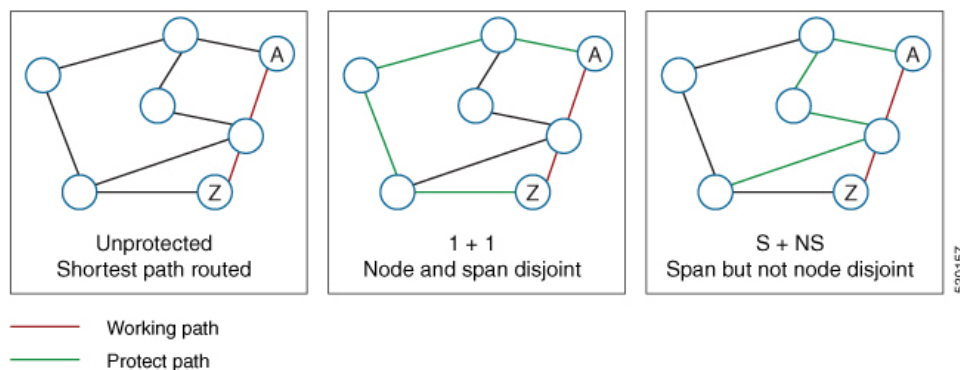 A
Z
Unprotected
Shortest path routed
A
Z
1 + 1
Node and span disjoint
A
Z
S + NS
Span but not node disjoint
520157
Working path
Protect path